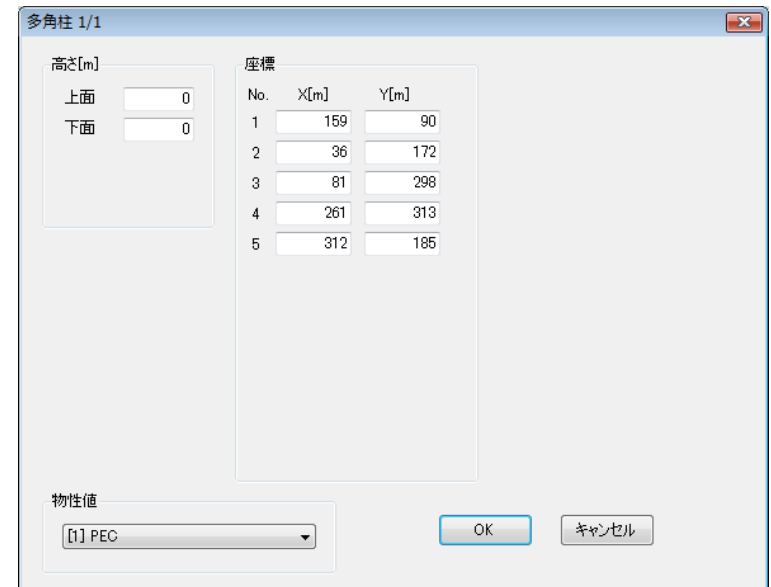 多角柱 1/1
高さ[m]
上面 0
下面 0
座標
No. X[m] Y[m]
1 159 90
2 36 172
3 81 298
4 261 313
5 312 185
物性値
[1] PEC
OK キャンセル